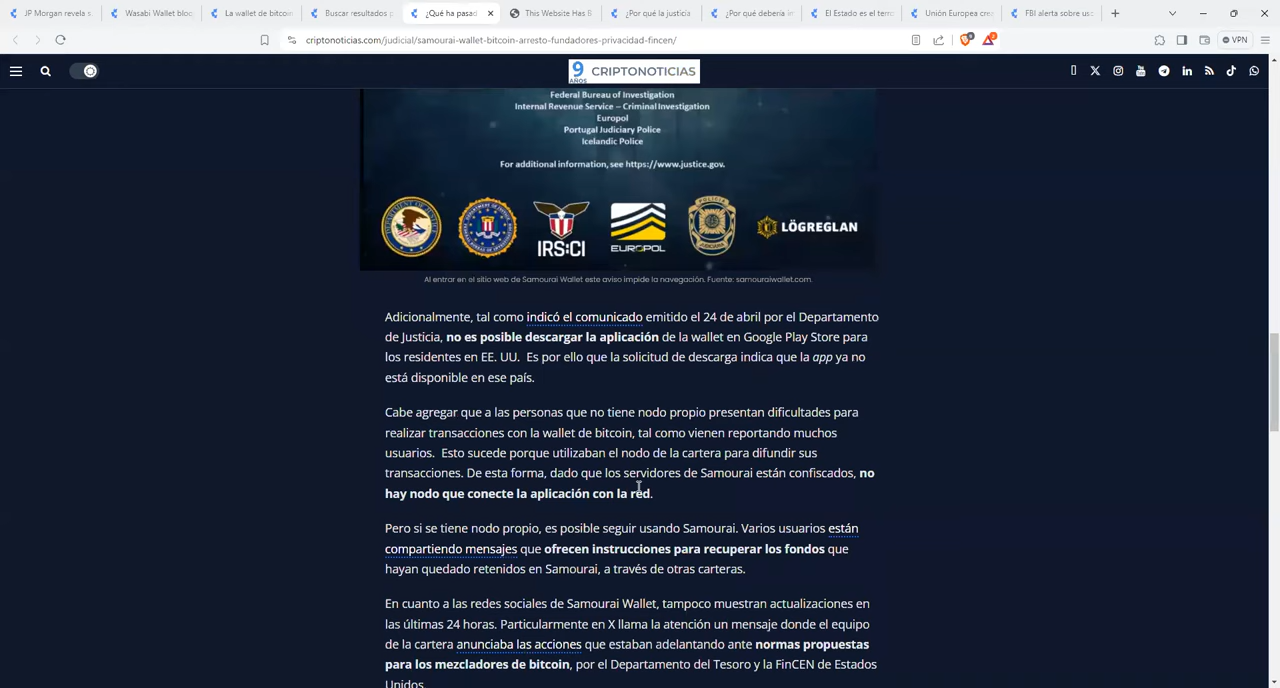 JP Morgan revela s
Wasabi Wallet bloq
La wallet de bitcoin
Buscar resultados p
¿Qué ha pasad
This Website Has B
¿Por qué la justicia
¿Por qué debería in
El Estado es el terro
Unión Europea crea
FBI alerta sobre uso
criptonoticias.com/judicial/samourai-wallet-bitcoin-arresto-fundadores-privacidad-fincen/
VPN
9 AÑOS CRIPTONOTICIAS
Federal Bureau of Investigation
Internal Revenue Service – Criminal Investigation
Europol
Portugal Judiciary Police
Icelandic Police
For additional information, see https://www.justice.gov.
IRS:CI EUROPOL LÖGREGLAN
Al entrar en el sitio web de Samourai Wallet este aviso impide la navegación. Fuente: samouraiwallet.com.
Adicionalmente, tal como indicó el comunicado emitido el 24 de abril por el Departamento
de Justicia, no es posible descargar la aplicación de la wallet en Google Play Store para
los residentes en EE. UU. Es por ello que la solicitud de descarga indica que la app ya no
está disponible en ese país.
Cabe agregar que a las personas que no tiene nodo propio presentan dificultades para
realizar transacciones con la wallet de bitcoin, tal como vienen reportando muchos
usuarios. Esto sucede porque utilizaban el nodo de la cartera para difundir sus
transacciones. De esta forma, dado que los servidores de Samourai están confiscados, no
hay nodo que conecte la aplicación con la red.
Pero si se tiene nodo propio, es posible seguir usando Samourai. Varios usuarios están
compartiendo mensajes que ofrecen instrucciones para recuperar los fondos que
hayan quedado retenidos en Samourai, a través de otras carteras.
En cuanto a las redes sociales de Samourai Wallet, tampoco muestran actualizaciones en
las últimas 24 horas. Particularmente en X llama la atención un mensaje donde el equipo
de la cartera anunciaba las acciones que estaban adelantando ante normas propuestas
para los mezcladores de bitcoin, por el Departamento del Tesoro y la FinCEN de Estados
Unidos.